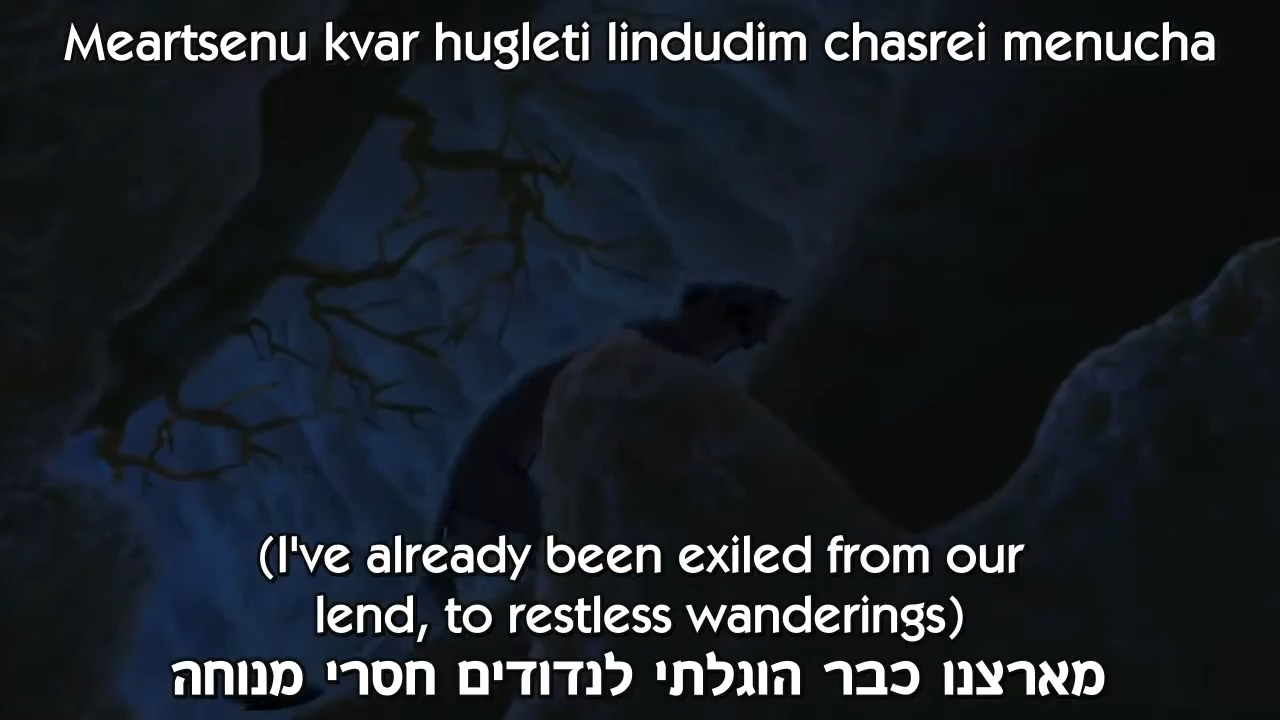 Meartsenu kvar hugleti lindudim chasrei menucha
(I've already been exiled from our
lend, to restless wanderings)
מארצנו כבר הוגלתי לנדודים חסרי מנוחה